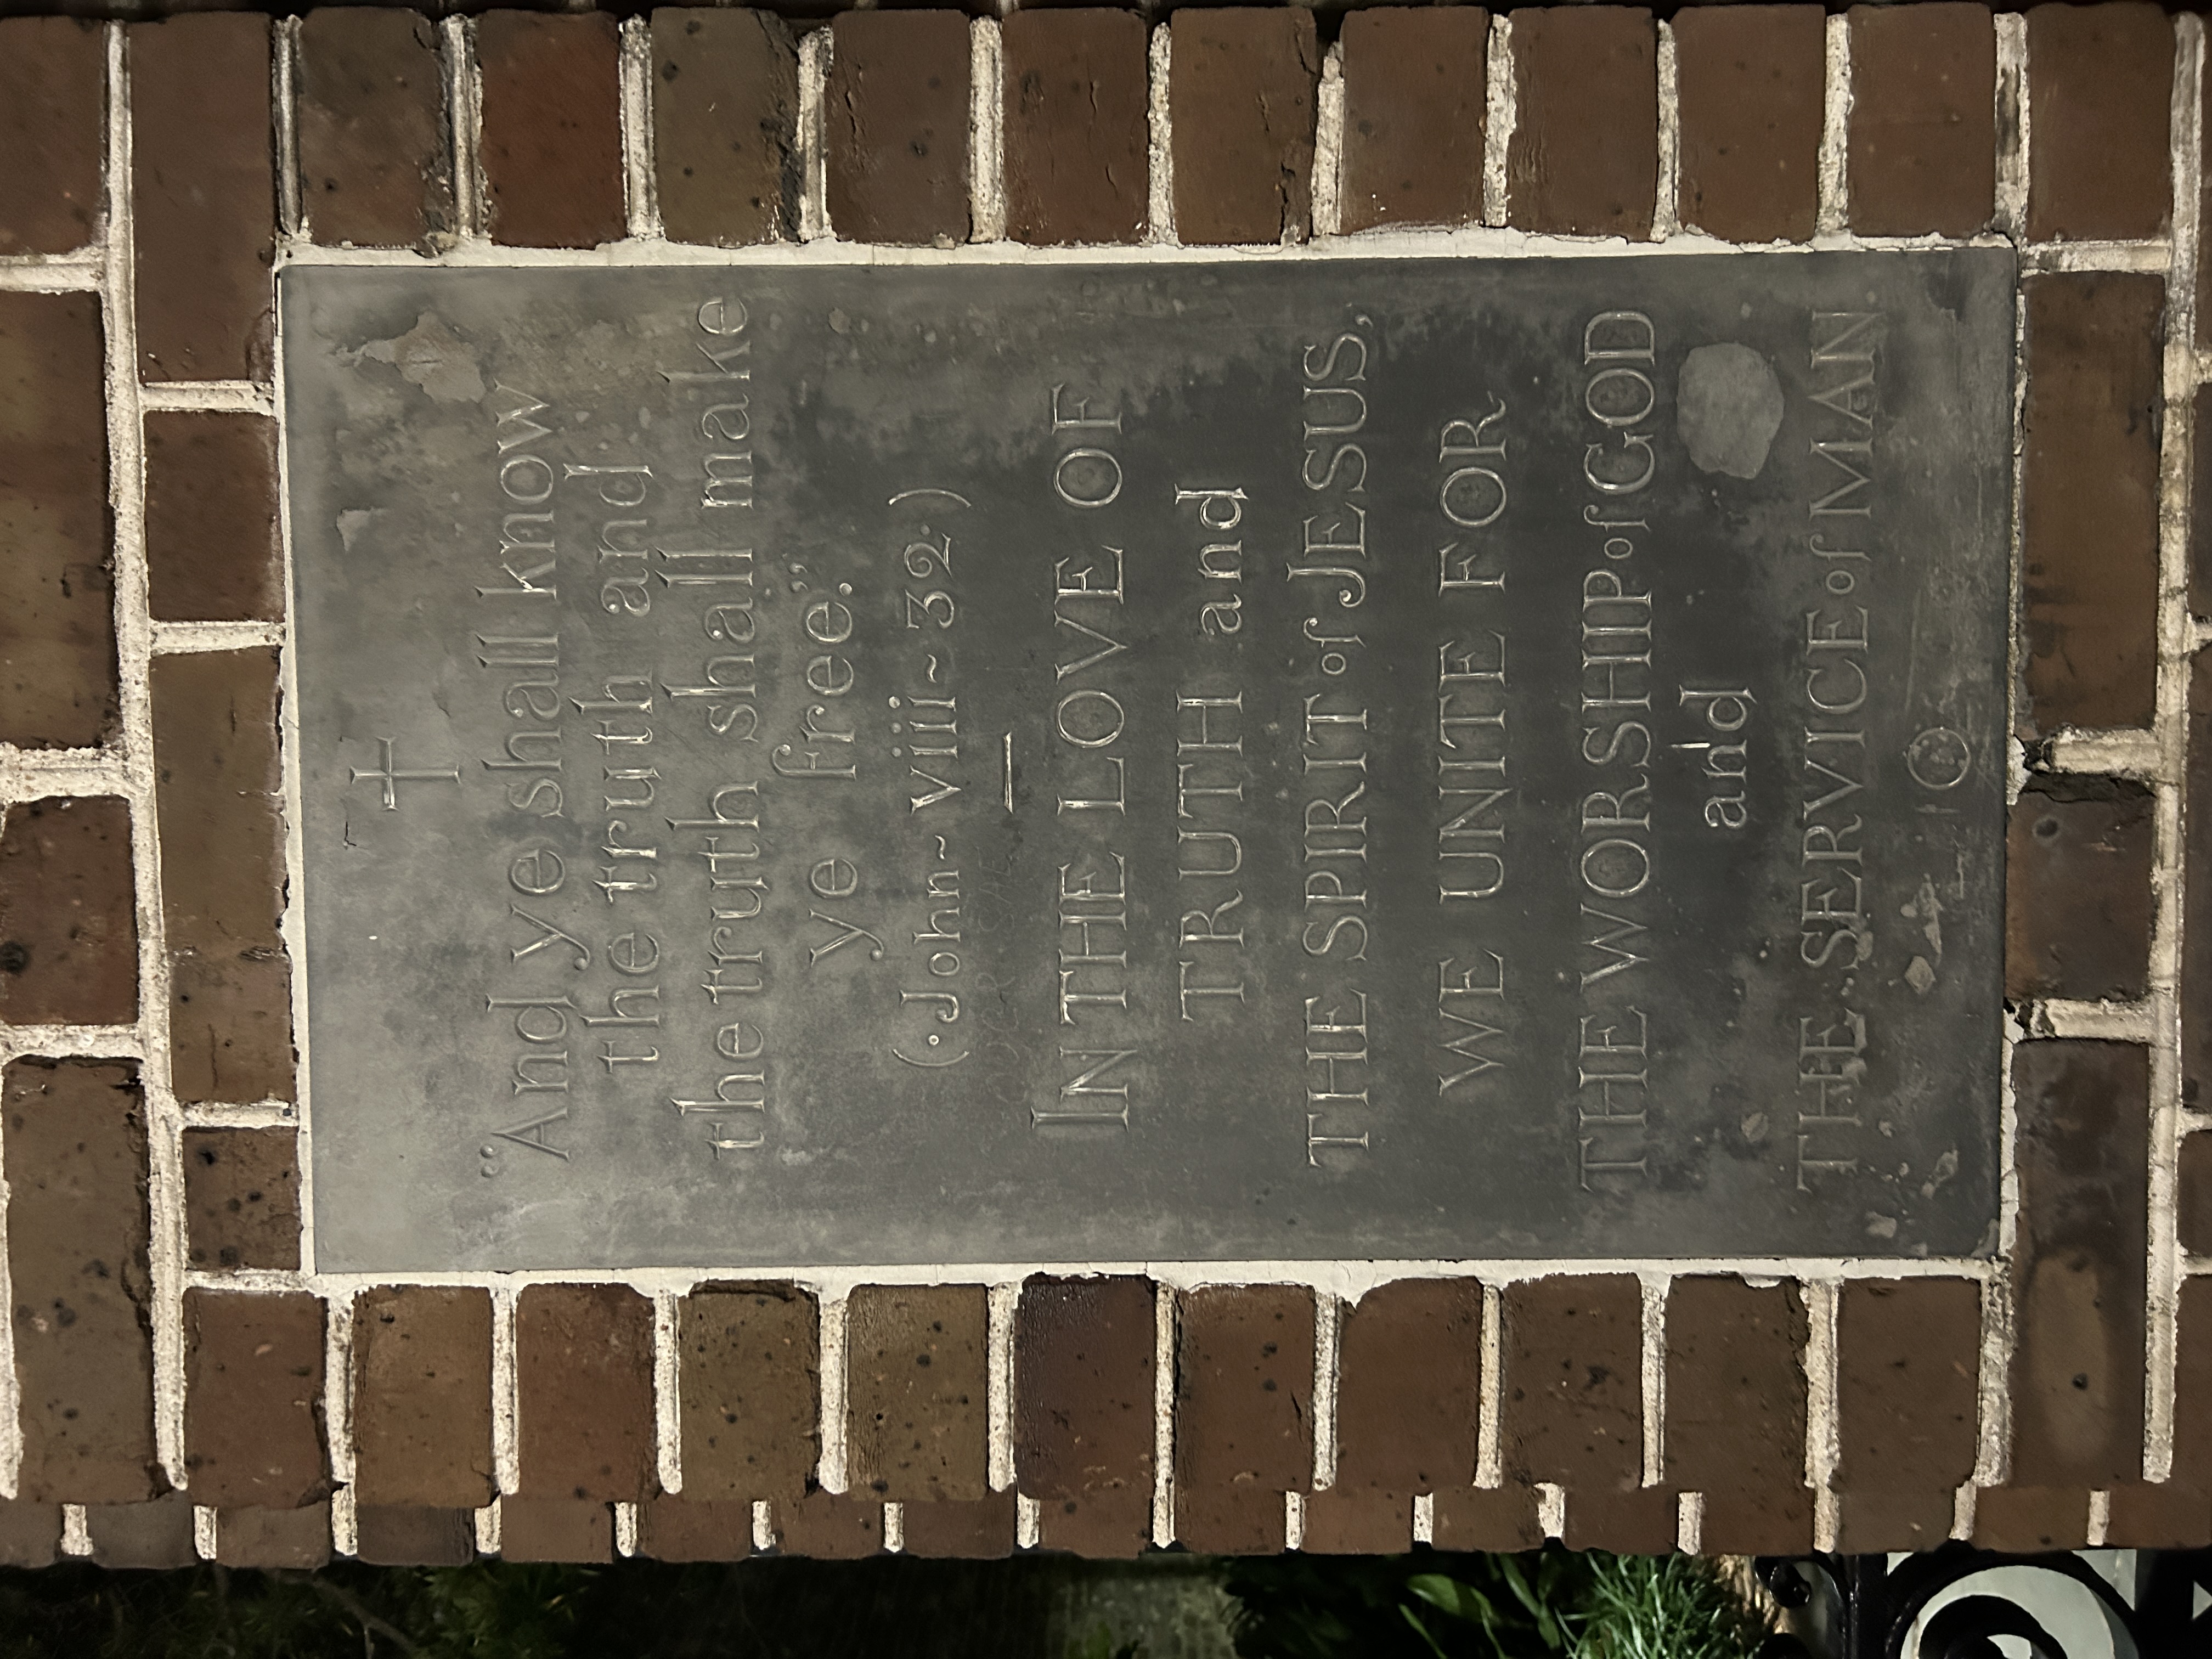 "And ye shall know
the truth and
the truth shall make
ye free."
(·John~viii~32·)
IN THE LOVE OF
TRUTH and
THE SPIRIT of JESUS,
WE UNITE FOR
THE WORSHIP of GOD
and
THE SERVICE of MAN